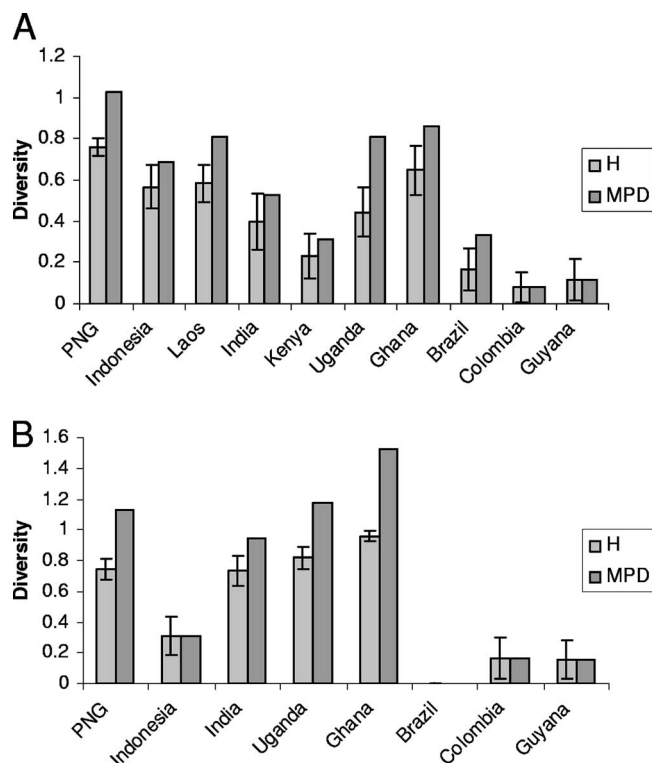 A
1.2
1
0.8
0.6
0.4
0.2
0
Diversity
H
MPD
PNG
Indonesia
Laos
India
Kenya
Uganda
Ghana
Brazil
Colombia
Guyana
B
1.6
1.4
1.2
1
0.8
0.6
0.4
0.2
0
Diversity
H
MPD
PNG
Indonesia
India
Uganda
Ghana
Brazil
Colombia
Guyana